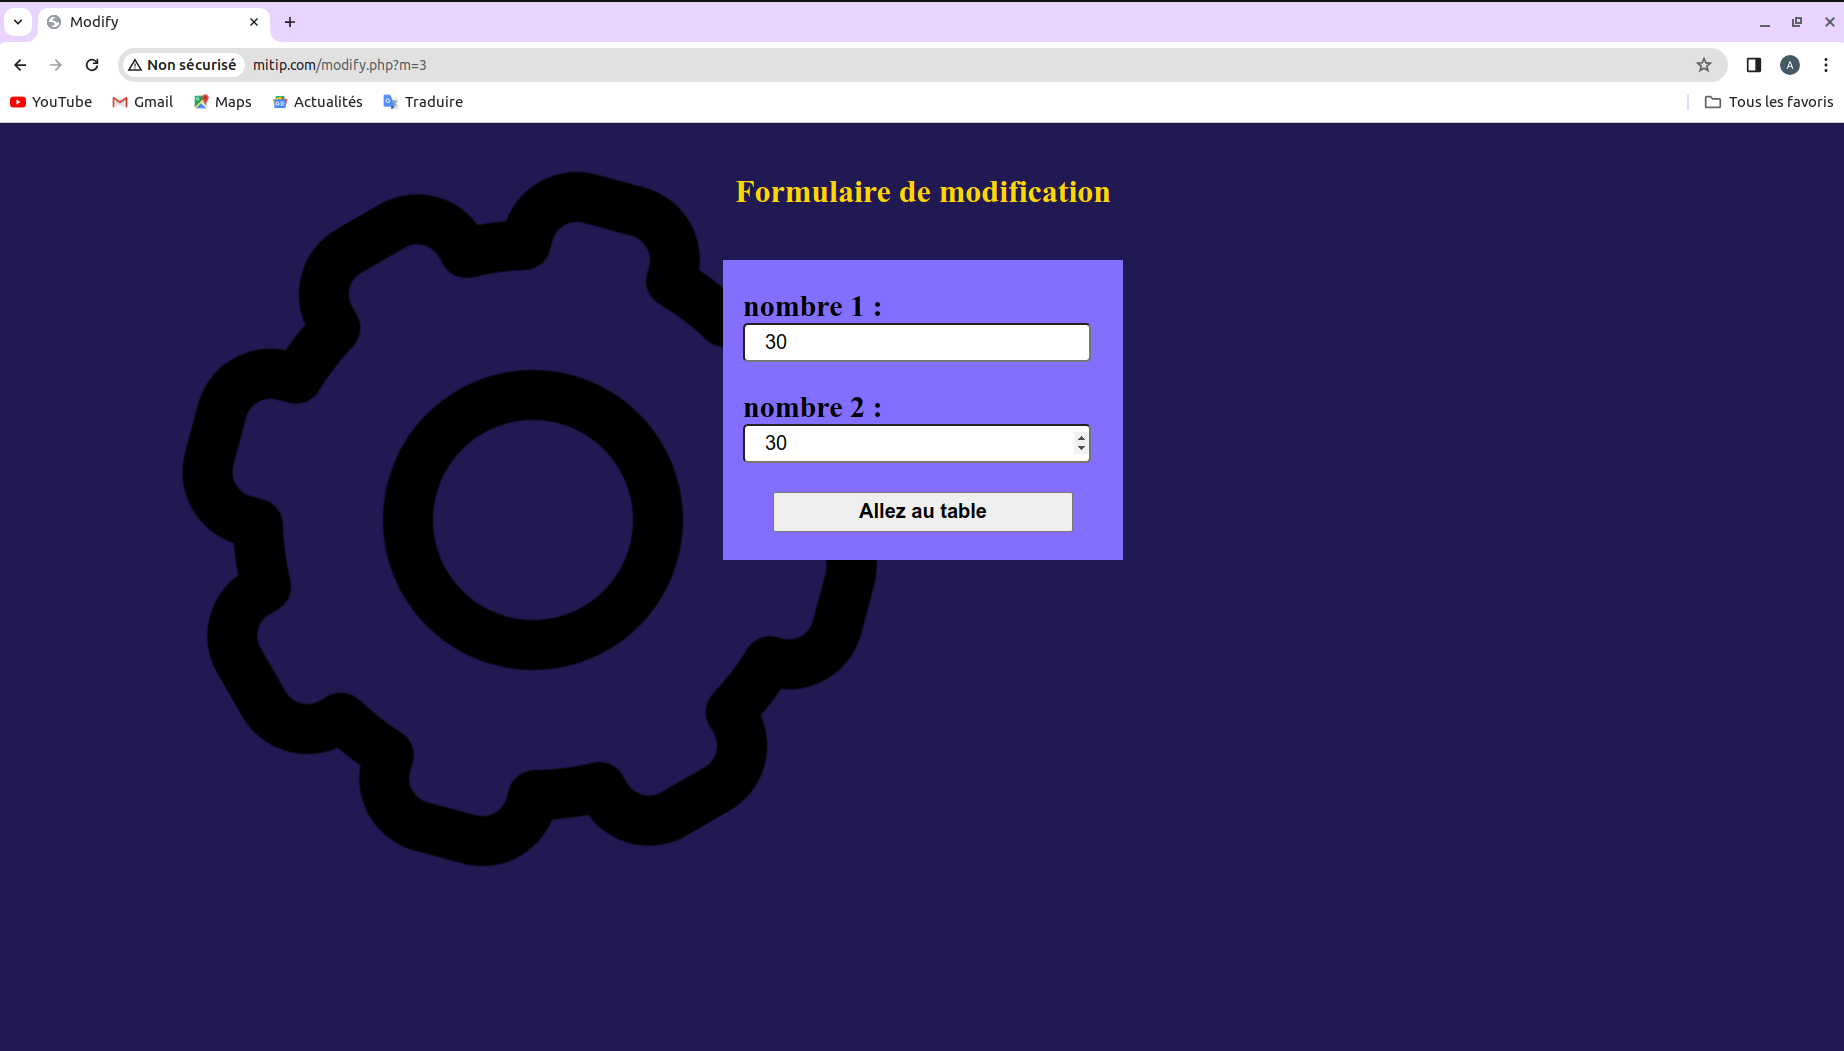 Modify
Non sécurisé mitip.com/modify.php?m=3 A
YouTube Gmail Maps Actualités Traduire Tous les favoris
Formulaire de modification
nombre 1 :
30
nombre 2 :
30
Allez au table